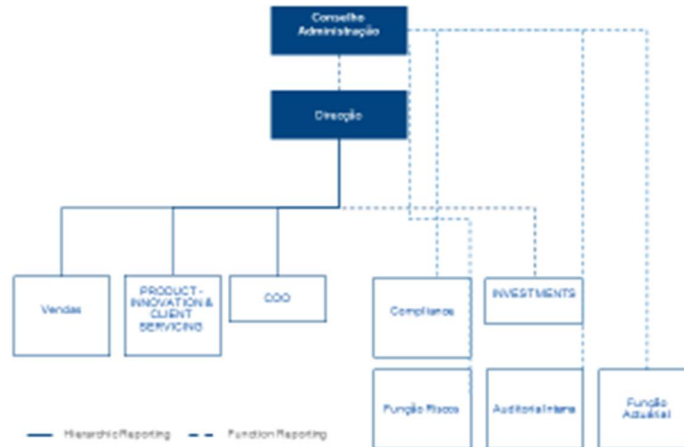 Conselho
Administração
Direcção
Vendas
PRODUCT -
INNOVATION &
CLIENT
SERVICING
COO
Compliance
INVESTMENTS
Função Riscos
Auditoria Interna
Função
Actuárial
Hierarchic Reporting
Function Reporting